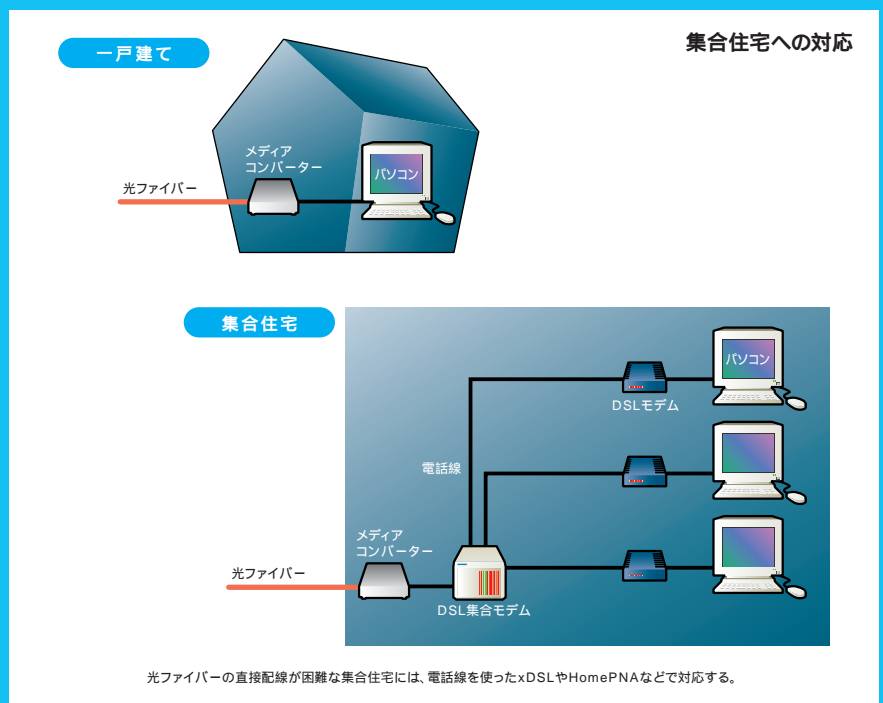 集合住宅への対応
一戸建て
メディア
コンバーター
パソコン
光ファイバー
集合住宅
パソコン
DSLモデム
電話線
メディア
コンバーター
光ファイバー
DSL集合モデム
光ファイバーの直接配線が困難な集合住宅には、電話線を使ったxDSLやHomePNAなどで対応する。